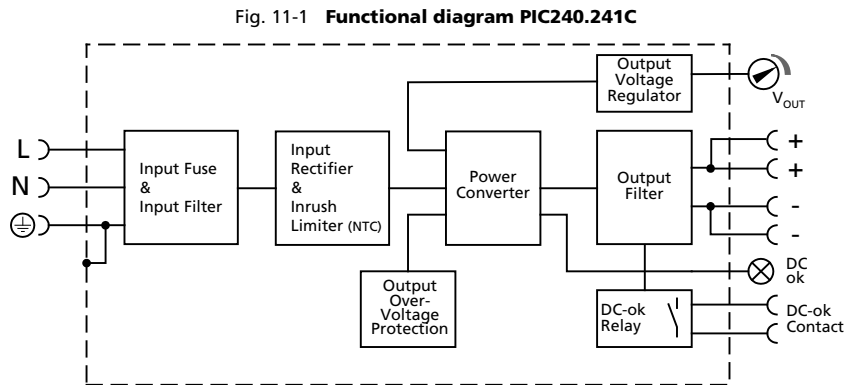 Fig. 11-1 Functional diagram PIC240.241C
Output
Voltage
Regulator
VOUT
L
N
Input Fuse
&
Input Filter
Input
Rectifier
&
Inrush
Limiter (NTC)
Power
Converter
Output
Filter
+
+
-
-
Output
Over-
Voltage
Protection
DC-ok
Relay
DC
ok
DC-ok
Contact